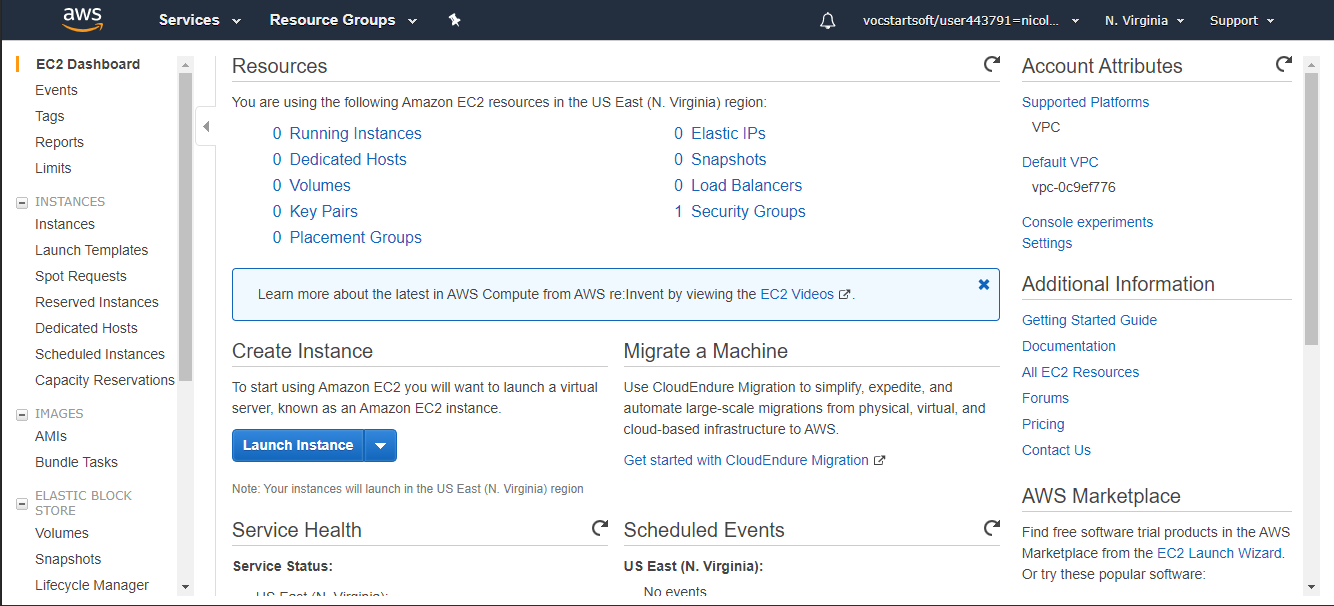 aws Services Resource Groups vocstartsoft/user443791=nicol... N. Virginia Support
EC2 Dashboard
Events
Tags
Reports
Limits
INSTANCES
Instances
Launch Templates
Spot Requests
Reserved Instances
Dedicated Hosts
Scheduled Instances
Capacity Reservations
IMAGES
AMIs
Bundle Tasks
ELASTIC BLOCK
STORE
Volumes
Snapshots
Lifecycle Manager
Resources
You are using the following Amazon EC2 resources in the US East (N. Virginia) region:
0 Running Instances
0 Dedicated Hosts
0 Volumes
0 Key Pairs
0 Placement Groups
0 Elastic IPs
0 Snapshots
0 Load Balancers
1 Security Groups
Learn more about the latest in AWS Compute from AWS re:Invent by viewing the EC2 Videos .
Create Instance
To start using Amazon EC2 you will want to launch a virtual
server, known as an Amazon EC2 instance.
Launch Instance
Note: Your instances will launch in the US East (N. Virginia) region
Migrate a Machine
Use CloudEndure Migration to simplify, expedite, and
automate large-scale migrations from physical, virtual, and
cloud-based infrastructure to AWS.
Get started with CloudEndure Migration
Service Health
Service Status:
US East (N. Virginia):
Scheduled Events
US East (N. Virginia):
No events
Account Attributes
Supported Platforms
VPC
Default VPC
vpc-0c9ef776
Console experiments
Settings
Additional Information
Getting Started Guide
Documentation
All EC2 Resources
Forums
Pricing
Contact Us
AWS Marketplace
Find free software trial products in the AWS
Marketplace from the EC2 Launch Wizard.
Or try these popular software: